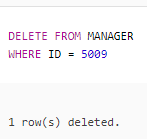 DELETE FROM MANAGER
WHERE ID = 5009
1 row(s) deleted.